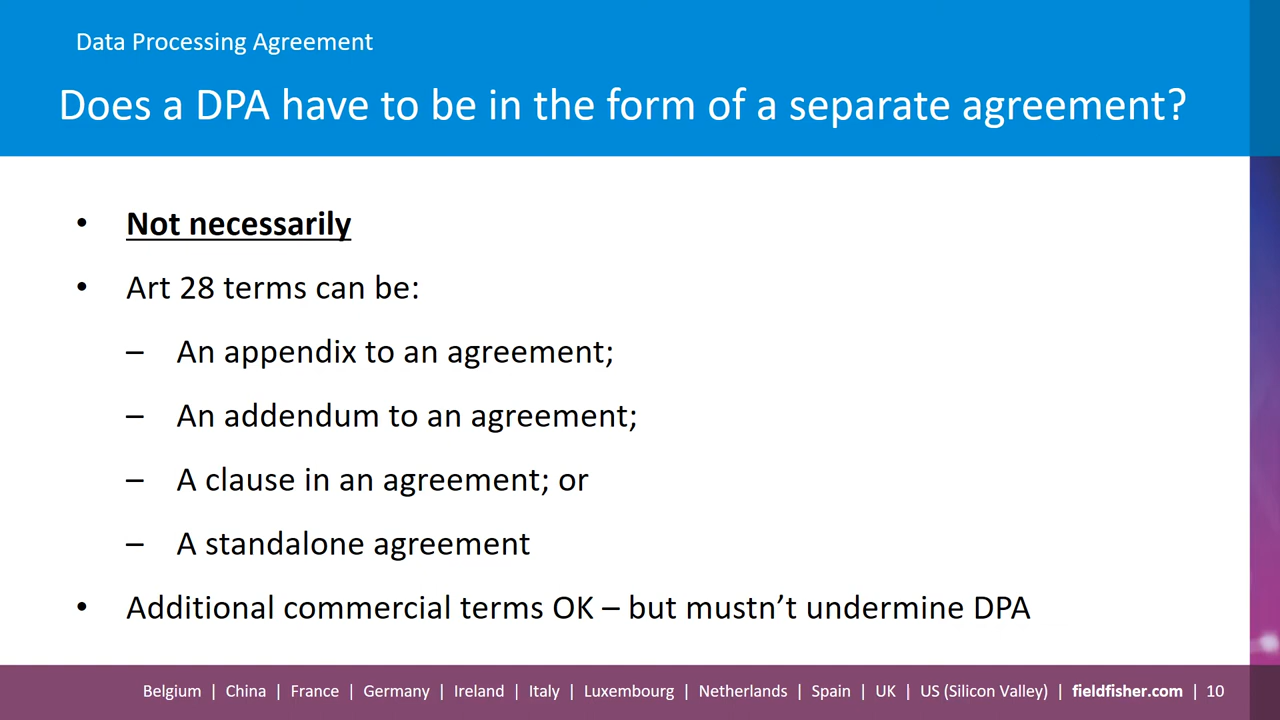 Data Processing Agreement
Does a DPA have to be in the form of a separate agreement?
• Not necessarily
• Art 28 terms can be:
– An appendix to an agreement;
– An addendum to an agreement;
– A clause in an agreement; or
– A standalone agreement
• Additional commercial terms OK – but mustn’t undermine DPA
Belgium | China | France | Germany | Ireland | Italy | Luxembourg | Netherlands | Spain | UK | US (Silicon Valley) | fieldfisher.com | 10